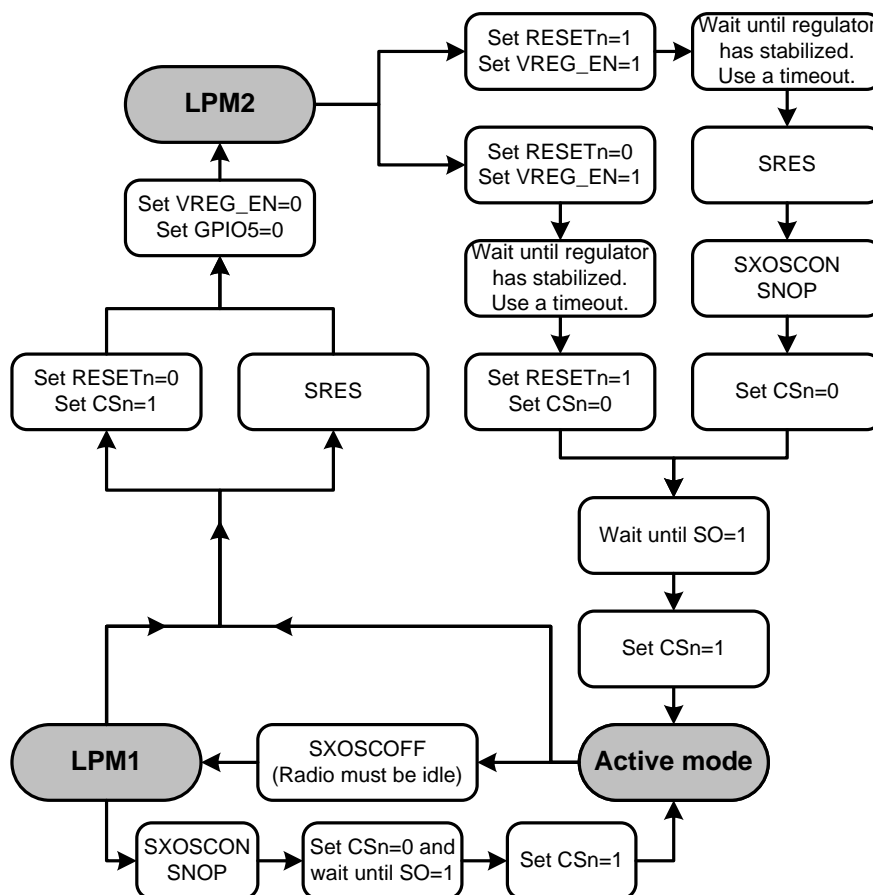 Set RESETn=1
Set VREG_EN=1
Wait until regulator
has stabilized.
Use a timeout.
LPM2
Set RESETn=0
Set VREG_EN=1
SRES
Set VREG_EN=0
Set GPIO5=0
Wait until regulator
has stabilized.
Use a timeout.
SXOSCON
SNOP
Set RESETn=0
Set CSn=1
SRES
Set RESETn=1
Set CSn=0
Set CSn=0
Wait until SO=1
Set CSn=1
LPM1
SXOSCOFF
(Radio must be idle)
Active mode
SXOSCON
SNOP
Set CSn=0 and
wait until SO=1
Set CSn=1